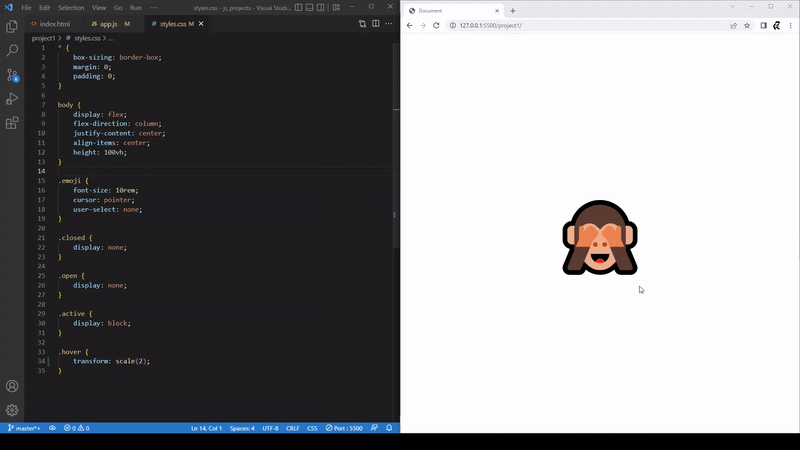 File Edit Selection View Go Run ··· styles.css - js_projects - Visual Studi...
index.html app.js M styles.css M
project1 > styles.css > ...
1 * {
2 box-sizing: border-box;
3 margin: 0;
4 padding: 0;
5 }
6
7 body {
8 display: flex;
9 flex-direction: column;
10 justify-content: center;
11 align-items: center;
12 height: 100vh;
13 }
14
15 .emoji {
16 font-size: 10rem;
17 cursor: pointer;
18 user-select: none;
19 }
20
21 .closed {
22 display: none;
23 }
24
25 .open {
26 display: none;
27 }
28
29 .active {
30 display: block;
31 }
32
33 .hover {
34 transform: scale(2);
35 }
master*+ 0 0 Ln 14, Col 1 Spaces: 4 UTF-8 CRLF CSS Port : 5500
Document
127.0.0.1:5500/project1/